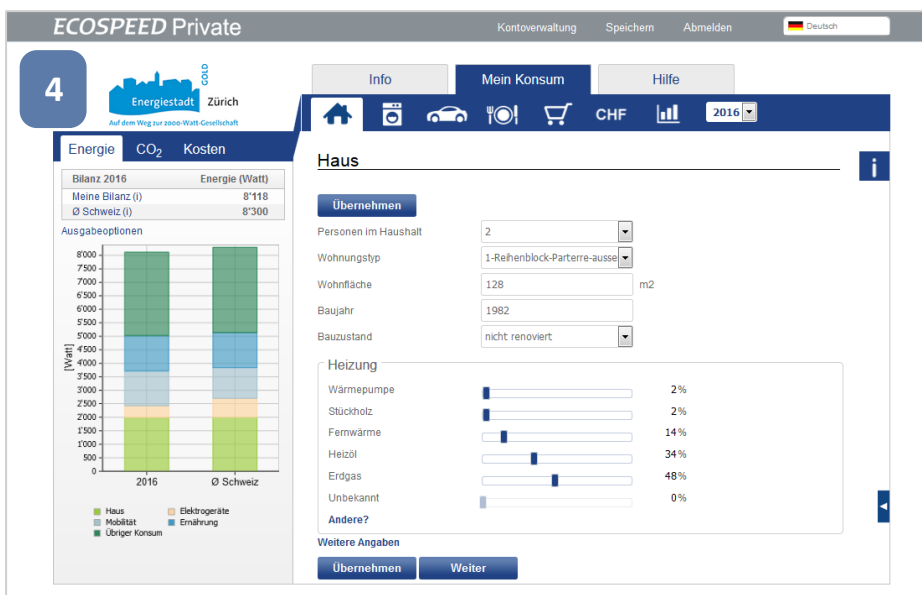 ECOSPEED Private
Kontoverwaltung Speichern Abmelden Deutsch
4
Energiestadt GOLD Zürich
Auf dem Weg zur 2000-Watt-Gesellschaft
Info Mein Konsum Hilfe
CHF 2016
Energie CO2 Kosten
Bilanz 2016 Energie (Watt)
Meine Bilanz (i) 8'118
Ø Schweiz (i) 8'300
Ausgabeoptionen
[Watt]
8'000
7'500
7'000
6'500
6'000
5'500
5'000
4'500
4'000
3'500
3'000
2'500
2'000
1'500
1'000
500
0
2016 Ø Schweiz
Haus Elektrogeräte
Mobilität Ernährung
Übriger Konsum
Haus
i
Übernehmen
Personen im Haushalt 2
Wohnungstyp 1-Reihenblock-Parterre-ausse
Wohnfläche 128 m2
Baujahr 1982
Bauzustand nicht renoviert
Heizung
Wärmepumpe 2%
Stückholz 2%
Fernwärme 14%
Heizöl 34%
Erdgas 48%
Unbekannt 0%
Andere?
Weitere Angaben
Übernehmen Weiter